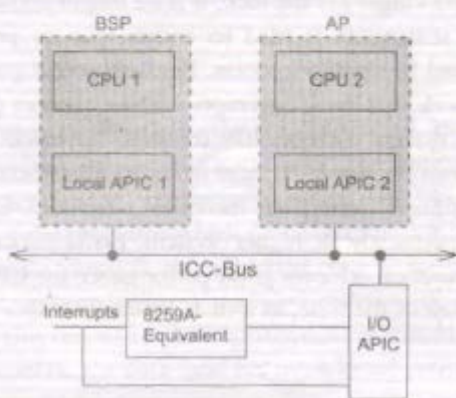 BSP
AP
CPU 1
CPU 2
Local APIC 1
Local APIC 2
ICC-Bus
Interrupts
8259A-
Equivalent
I/O
APIC